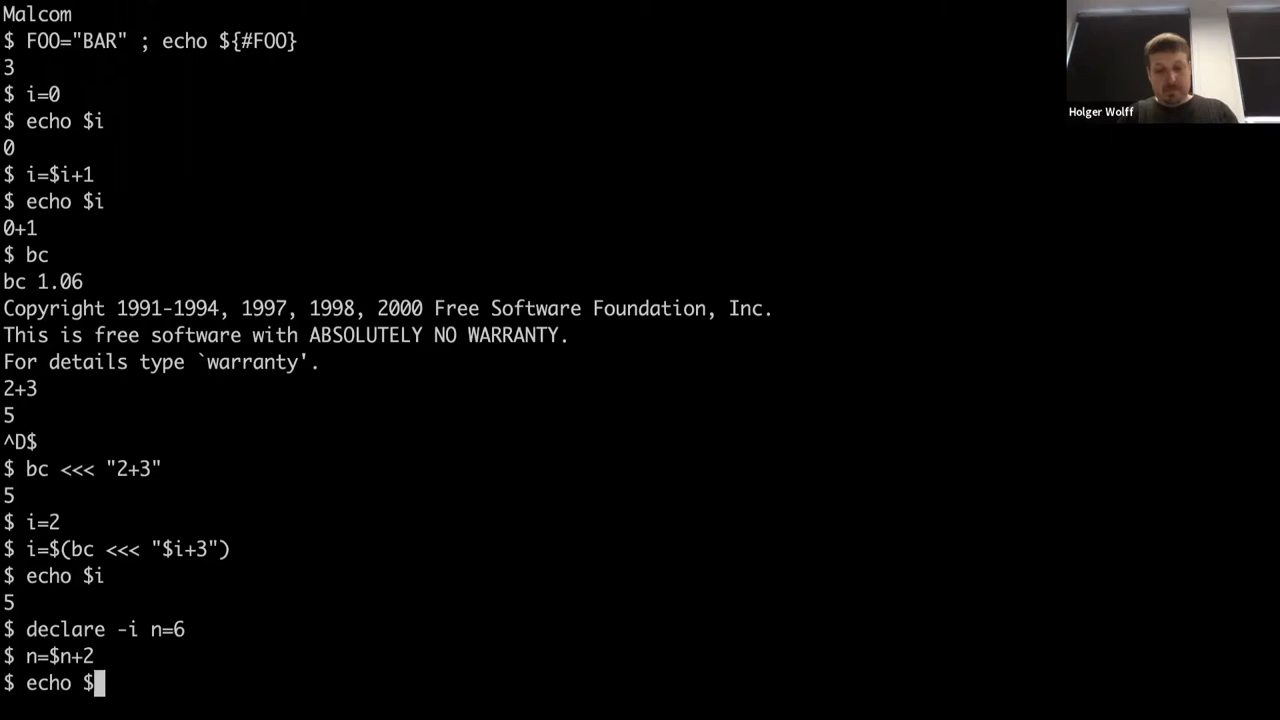 Malcom
$ FOO="BAR" ; echo ${#FOO}
3
$ i=0
$ echo $i
0
$ i=$i+1
$ echo $i
0+1
$ bc
bc 1.06
Copyright 1991-1994, 1997, 1998, 2000 Free Software Foundation, Inc.
This is free software with ABSOLUTELY NO WARRANTY.
For details type `warranty'.
2+3
5
^D$
$ bc <<< "2+3"
5
$ i=2
$ i=$(bc <<< "$i+3")
$ echo $i
5
$ declare -i n=6
$ n=$n+2
$ echo $
Holger Wolff